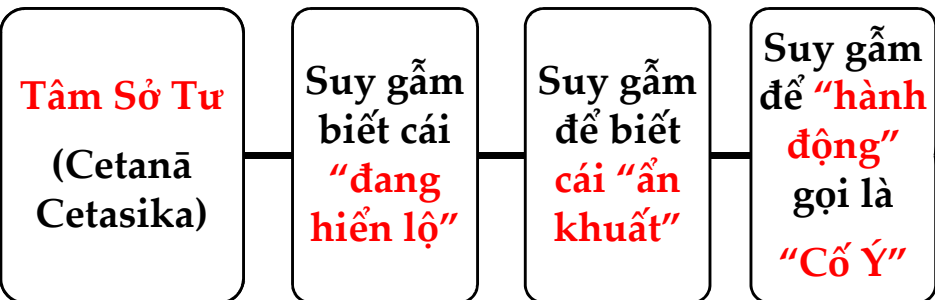 Tâm Sở Tư
(Cetanā
Cetasika)
Suy gẫm
biết cái
“đang
hiển lộ”
Suy gẫm
để biết
cái “ẩn
khuất”
Suy gẫm
để “hành
động”
gọi là
“Cố Ý”